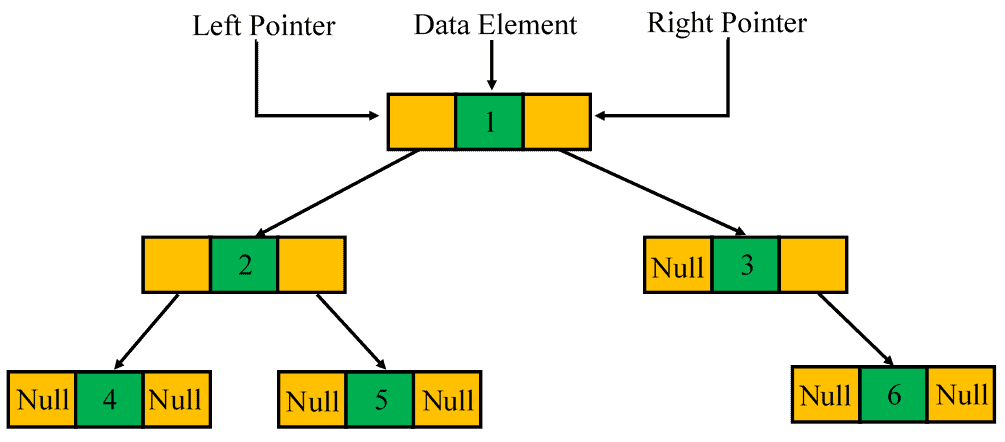 Left Pointer Data Element Right Pointer
1
2
Null 3
Null 4 Null
Null 5 Null
Null 6 Null